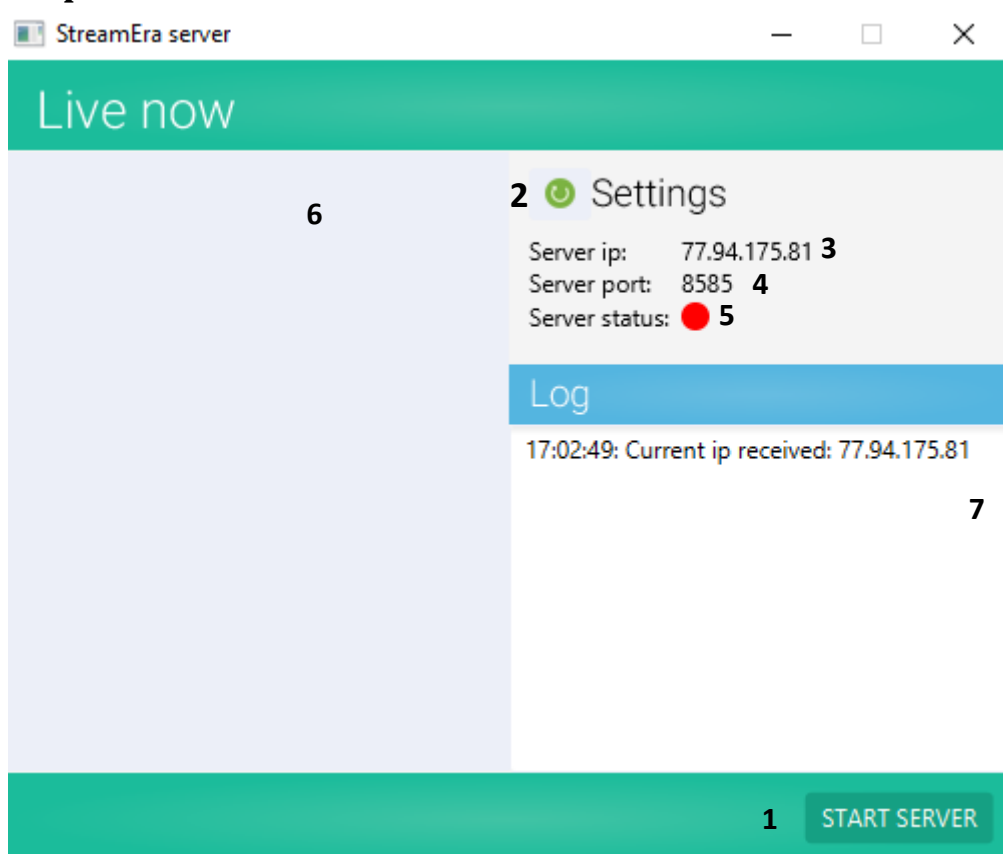 StreamEra server
Live now
6
2 Settings
Server ip: 77.94.175.81 3
Server port: 8585 4
Server status: 5
Log
17:02:49: Current ip received: 77.94.175.81
7
1 START SERVER